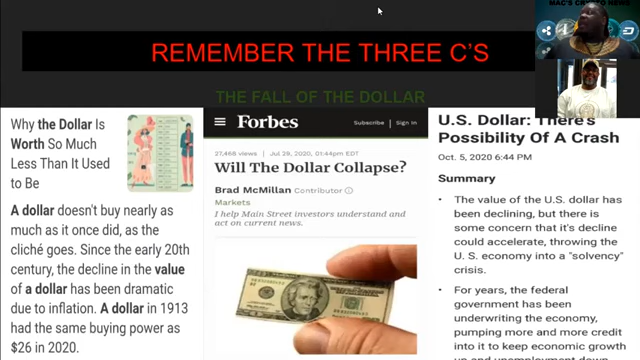 MAC'S CRYPTO NEWS
REMEMBER THE THREE C'S
THE FALL OF THE DOLLAR
Why the Dollar Is
Worth So Much
Less Than It Used
to Be
A dollar doesn't buy nearly as
much as it once did, as the
cliché goes. Since the early 20th
century, the decline in the value
of a dollar has been dramatic
due to inflation. A dollar in 1913
had the same buying power as
$26 in 2020.
Forbes
Subscribe | Sign In
27,468 views | Jul 29, 2020, 01:44pm EDT
Will The Dollar Collapse?
Brad McMillan Contributor
Markets
I help Main Street investors understand and
act on current news.
U.S. Dollar: There's
Possibility Of A Crash
Oct. 5, 2020 6:44 PM
Summary
• The value of the U.S. dollar has
been declining, but there is
some concern that it's decline
could accelerate, throwing the
U. S. economy into a "solvency"
crisis.
• For years, the federal
government has been
underwriting the economy,
pumping more and more credit
into it to keep economic growth
up and unemployment down